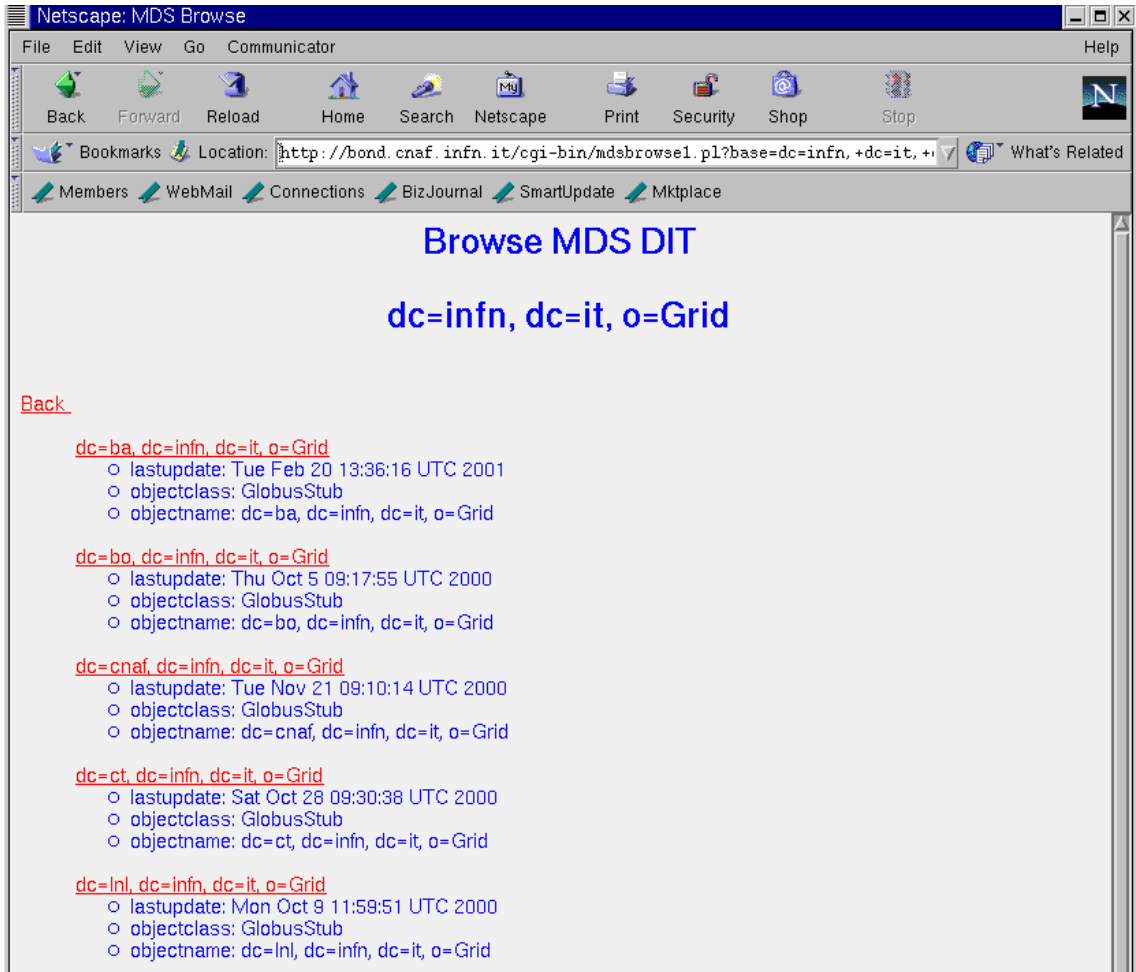 Netscape: MDS Browse
File Edit View Go Communicator Help
Back Forward Reload Home Search Netscape Print Security Shop Stop
My
N
Bookmarks Location: http://bond.cnaf.infn.it/cgi-bin/mdsbrowse1.pl?base=dc=infn,+dc=it,+ What's Related
Members WebMail Connections BizJournal SmartUpdate Mktplace
Browse MDS DIT
dc=infn, dc=it, o=Grid
Back
dc=ba, dc=infn, dc=it, o=Grid
lastupdate: Tue Feb 20 13:36:16 UTC 2001
objectclass: GlobusStub
objectname: dc=ba, dc=infn, dc=it, o=Grid
dc=bo, dc=infn, dc=it, o=Grid
lastupdate: Thu Oct 5 09:17:55 UTC 2000
objectclass: GlobusStub
objectname: dc=bo, dc=infn, dc=it, o=Grid
dc=cnaf, dc=infn, dc=it, o=Grid
lastupdate: Tue Nov 21 09:10:14 UTC 2000
objectclass: GlobusStub
objectname: dc=cnaf, dc=infn, dc=it, o=Grid
dc=ct, dc=infn, dc=it, o=Grid
lastupdate: Sat Oct 28 09:30:38 UTC 2000
objectclass: GlobusStub
objectname: dc=ct, dc=infn, dc=it, o=Grid
dc=lnl, dc=infn, dc=it, o=Grid
lastupdate: Mon Oct 9 11:59:51 UTC 2000
objectclass: GlobusStub
objectname: dc=lnl, dc=infn, dc=it, o=Grid